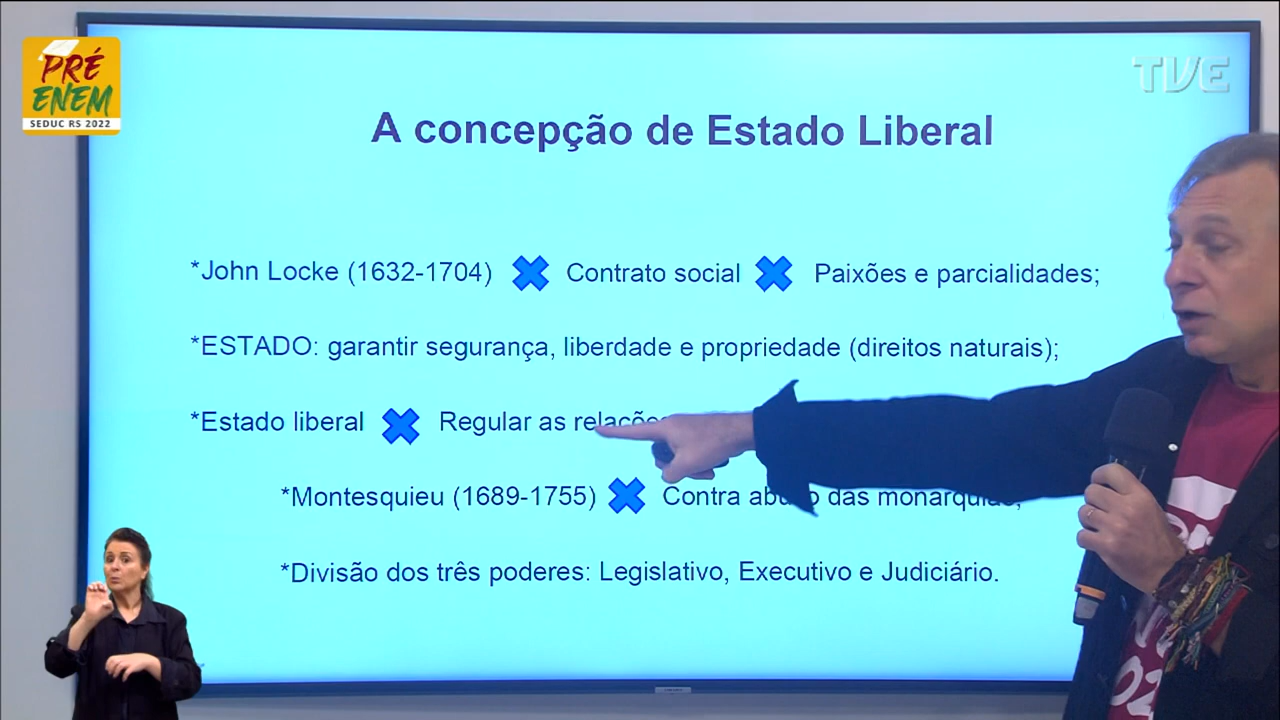 PRÉ
ENEM
SEDUC RS 2022
TVE
A concepção de Estado Liberal
*John Locke (1632-1704) Contrato social Paixões e parcialidades;
*ESTADO: garantir segurança, liberdade e propriedade (direitos naturais);
*Estado liberal Regular as
*Montesquieu (1689-1755) Contra das monarquias;
*Divisão dos três poderes: Legislativo, Executivo e Judiciário.